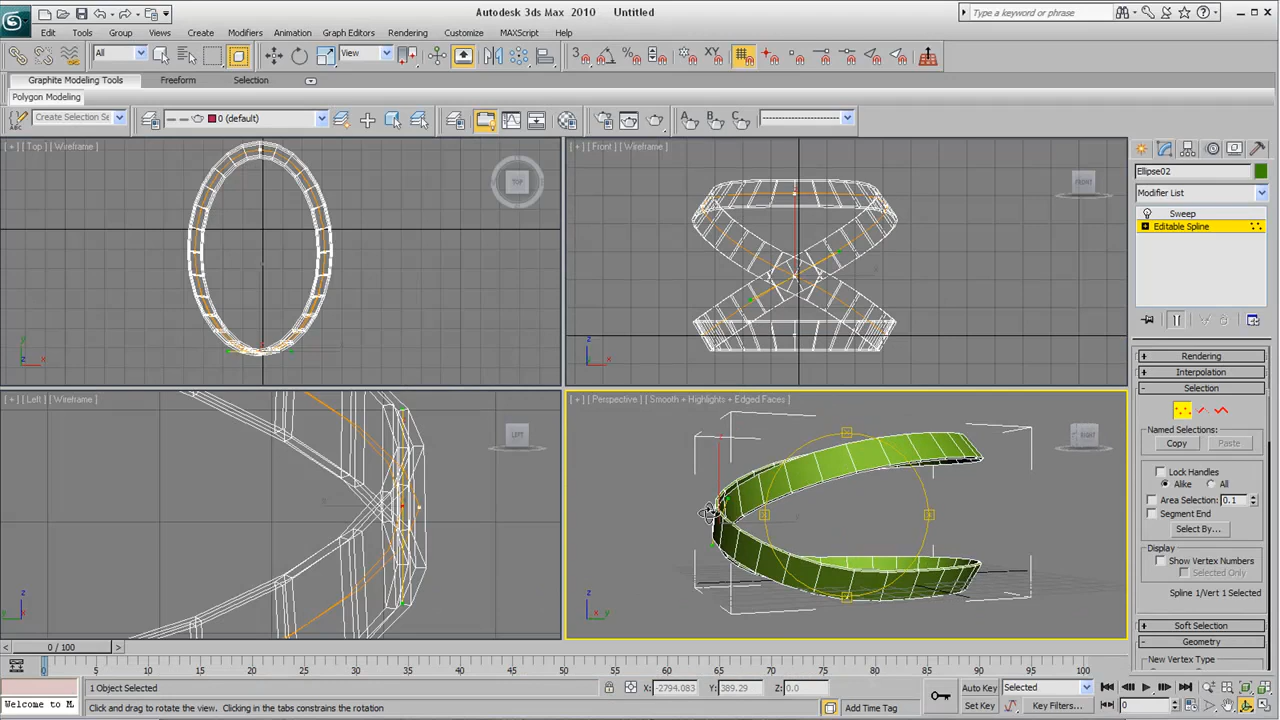 Autodesk 3ds Max 2010 Untitled
Type a keyword or phrase
Edit Tools Group Views Create Modifiers Animation Graph Editors Rendering Customize MAXScript Help
All View 3 % XY
Graphite Modeling Tools Freeform Selection
Polygon Modeling
ABC Create Selection Se 0 (default) A B C
[ + ] [ Top ] [ Wireframe ]
TOP
[ + ] [ Front ] [ Wireframe ]
FRONT
[ + ] [ Left ] [ Wireframe ]
LEFT
[ + ] [ Perspective ] [ Smooth + Highlights + Edged Faces ]
RIGHT
Ellipse02
Modifier List
Sweep
Editable Spline
+ Rendering
+ Interpolation
- Selection
Named Selections:
Copy Paste
Lock Handles
Alike All
Area Selection: 0.1
Segment End
Select By...
Display
Show Vertex Numbers
Selected Only
Spline 1/Vert 1 Selected
+ Soft Selection
- Geometry
New Vertex Type
< 0 / 100 >
0 5 10 15 20 25 30 35 40 45 50 55 60 65 70 75 80 85 90 95 100
1 Object Selected X: -2794.083 Y: 389.29 Z: 0.0 Auto Key Selected
Welcome to M Click and drag to rotate the view. Clicking in the tabs constrains the rotation Add Time Tag Set Key Key Filters... 0